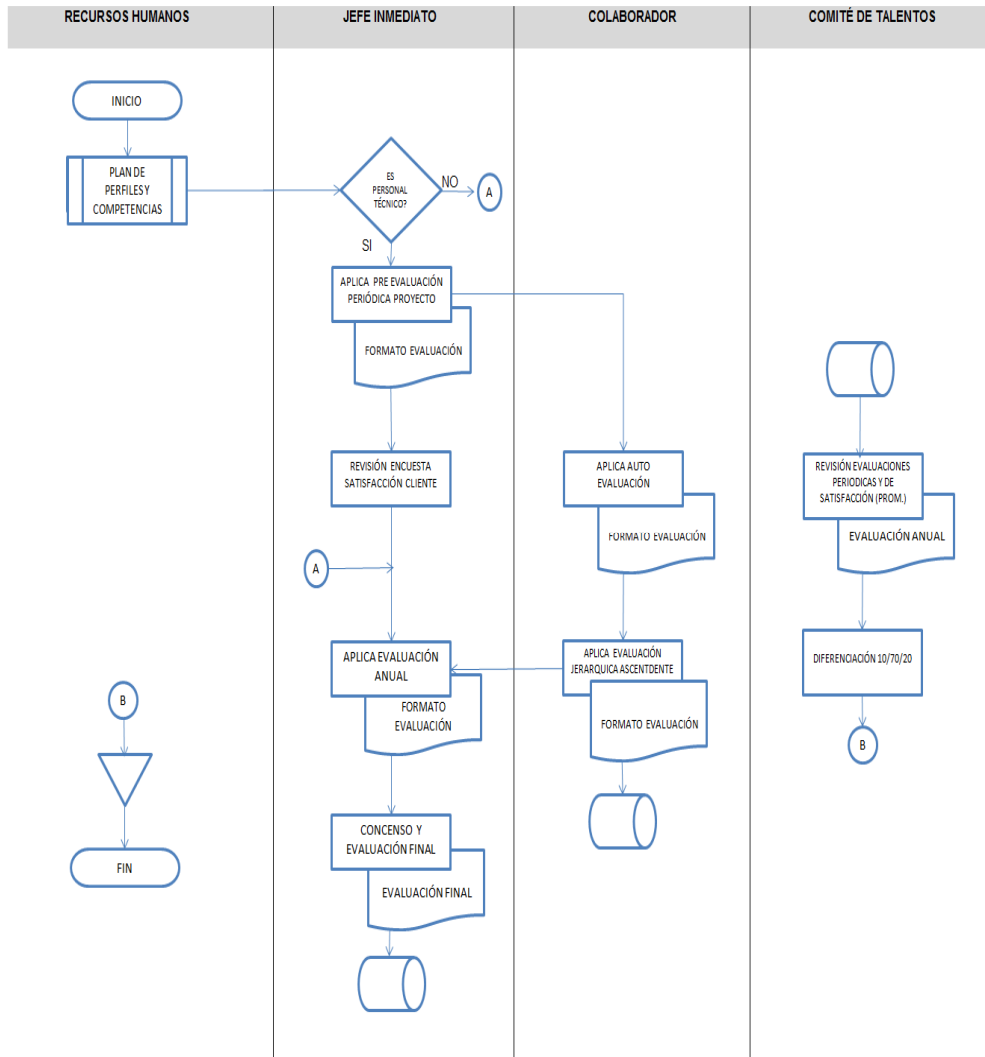 RECURSOS HUMANOS
JEFE INMEDIATO
COLABORADOR
COMITÉ DE TALENTOS
INICIO
PLAN DE
PERFILES Y
COMPETENCIAS
ES
PERSONAL
TÉCNICO?
NO
A
SI
APLICA PRE EVALUACIÓN
PERIÓDICA PROYECTO
FORMATO EVALUACIÓN
REVISIÓN ENCUESTA
SATISFACCIÓN CLIENTE
APLICA AUTO
EVALUACIÓN
FORMATO EVALUACIÓN
REVISIÓN EVALUACIONES
PERIODICAS Y DE
SATISFACCIÓN (PROM.)
EVALUACIÓN ANUAL
A
APLICA EVALUACIÓN
ANUAL
FORMATO
EVALUACIÓN
APLICA EVALUACIÓN
JERARQUICA ASCENTDENTE
FORMATO EVALUACIÓN
DIFERENCIACIÓN 10/70/20
B
B
CONCENSO Y
EVALUACIÓN FINAL
EVALUACIÓN FINAL
FIN